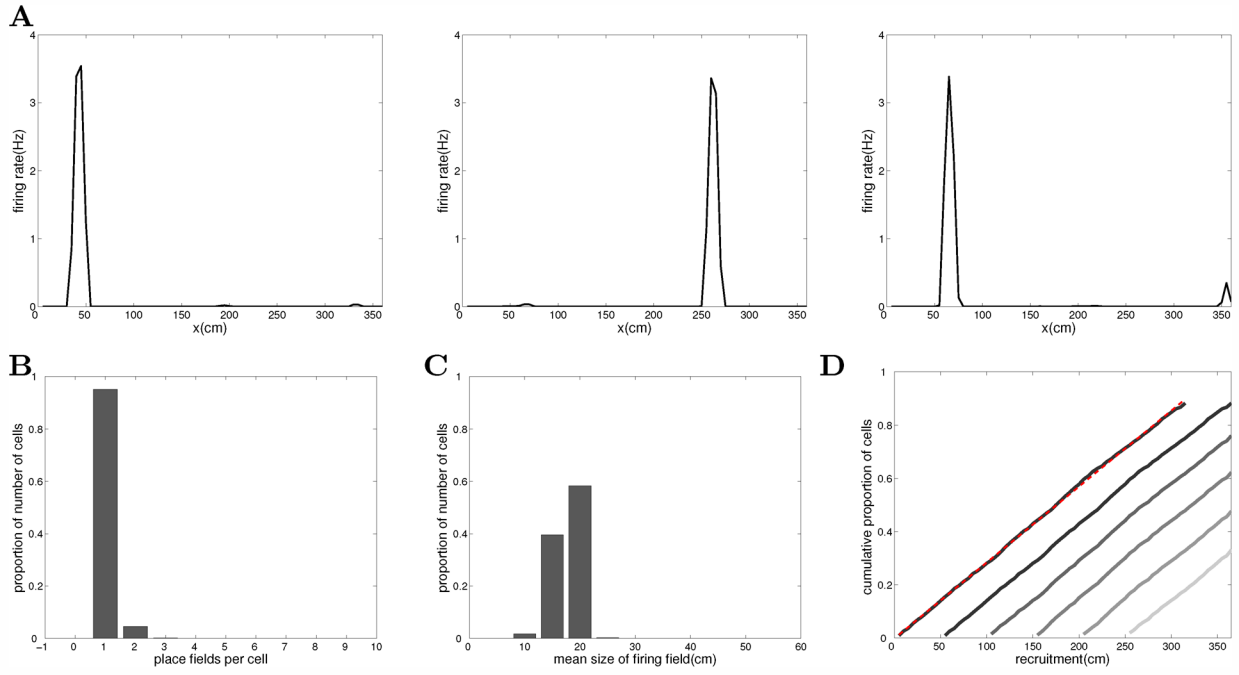 A
4 4 4
3 3 3
2 2 2
1 1 1
0 0 0
firing rate(Hz) firing rate(Hz) firing rate(Hz)
0 50 100 150 200 250 300 350 0 50 100 150 200 250 300 350 0 50 100 150 200 250 300 350
x(cm) x(cm) x(cm)
B C D
1 1 1
0.8 0.8 0.8
0.6 0.6 0.6
0.4 0.4 0.4
0.2 0.2 0.2
0 0 0
proportion of number of cells proportion of number of cells cumulative proportion of cells
−1 0 1 2 3 4 5 6 7 8 9 10 0 10 20 30 40 50 60 0 50 100 150 200 250 300 350
place fields per cell mean size of firing field(cm) recruitment(cm)